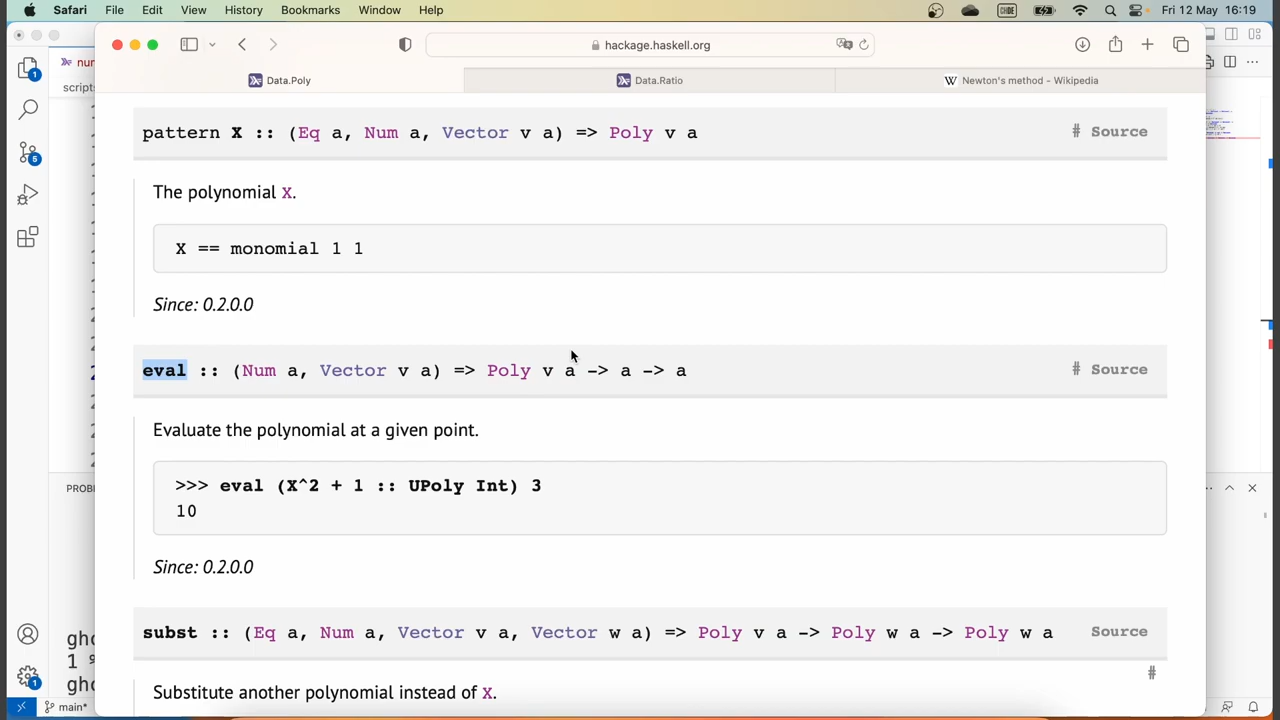 Safari File Edit View History Bookmarks Window Help Fri 12 May 16:19
hackage.haskell.org
Data.Poly Data.Ratio Newton's method - Wikipedia
scripts
pattern X :: (Eq a, Num a, Vector v a) => Poly v a # Source
The polynomial X.
X == monomial 1 1
Since: 0.2.0.0
eval :: (Num a, Vector v a) => Poly v a -> a -> a # Source
Evaluate the polynomial at a given point.
>>> eval (X^2 + 1 :: UPoly Int) 3
10
Since: 0.2.0.0
subst :: (Eq a, Num a, Vector v a, Vector w a) => Poly v a -> Poly w a -> Poly w a Source
#
Substitute another polynomial instead of X.
main*